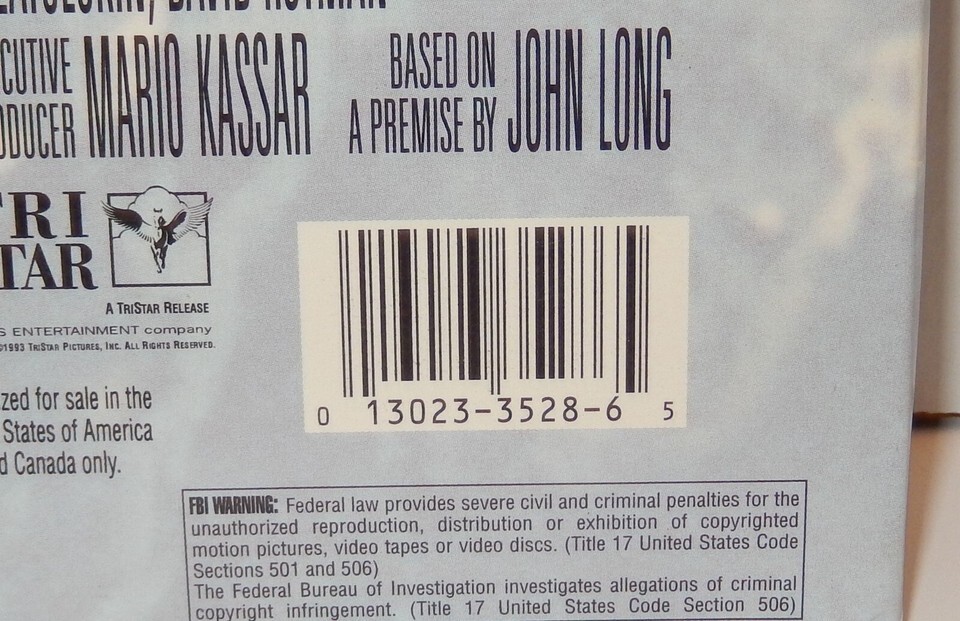 DAVID HOFMAN
CUTIVE
ODUCER MARIO KASSAR
BASED ON
A PREMISE BY JOHN LONG
TRI
TAR
A TRISTAR RELEASE
S ENTERTAINMENT company
©1993 TRISTAR PICTURES, INC. ALL RIGHTS RESERVED.
zed for sale in the
States of America
d Canada only.
0 13023-3528-6 5
FBI WARNING: Federal law provides severe civil and criminal penalties for the
unauthorized reproduction, distribution or exhibition of copyrighted
motion pictures, video tapes or video discs. (Title 17 United States Code
Sections 501 and 506)
The Federal Bureau of Investigation investigates allegations of criminal
copyright infringement. (Title 17 United States Code Section 506)